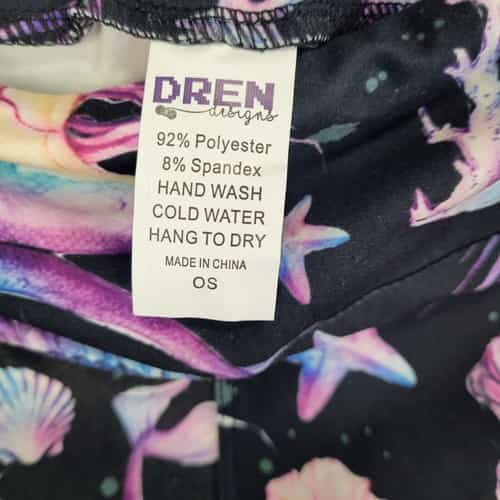 DREN
designs
92% Polyester
8% Spandex
HAND WASH
COLD WATER
HANG TO DRY
MADE IN CHINA
OS